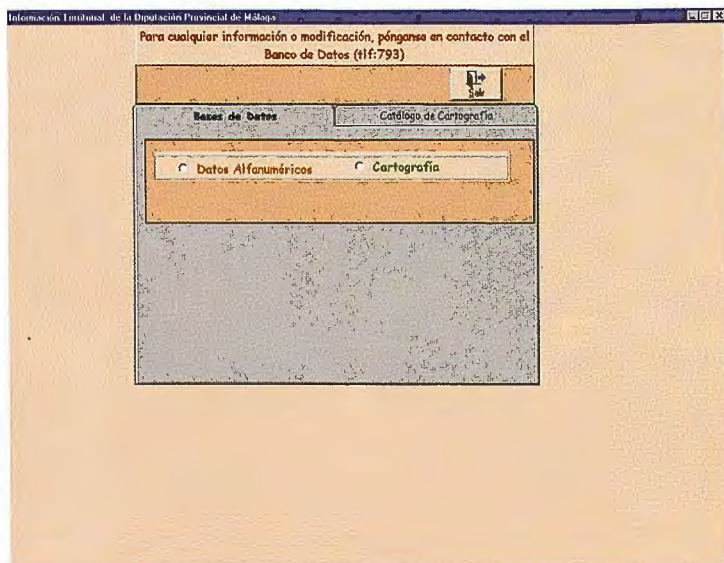 Información Territorial de la Diputación Provincial de Málaga
Para cualquier información o modificación, pónganse en contacto con el
Banco de Datos (tlf:793)
Salir
Bases de Datos
Catálogo de Cartografía
Datos Alfanuméricos
Cartografía